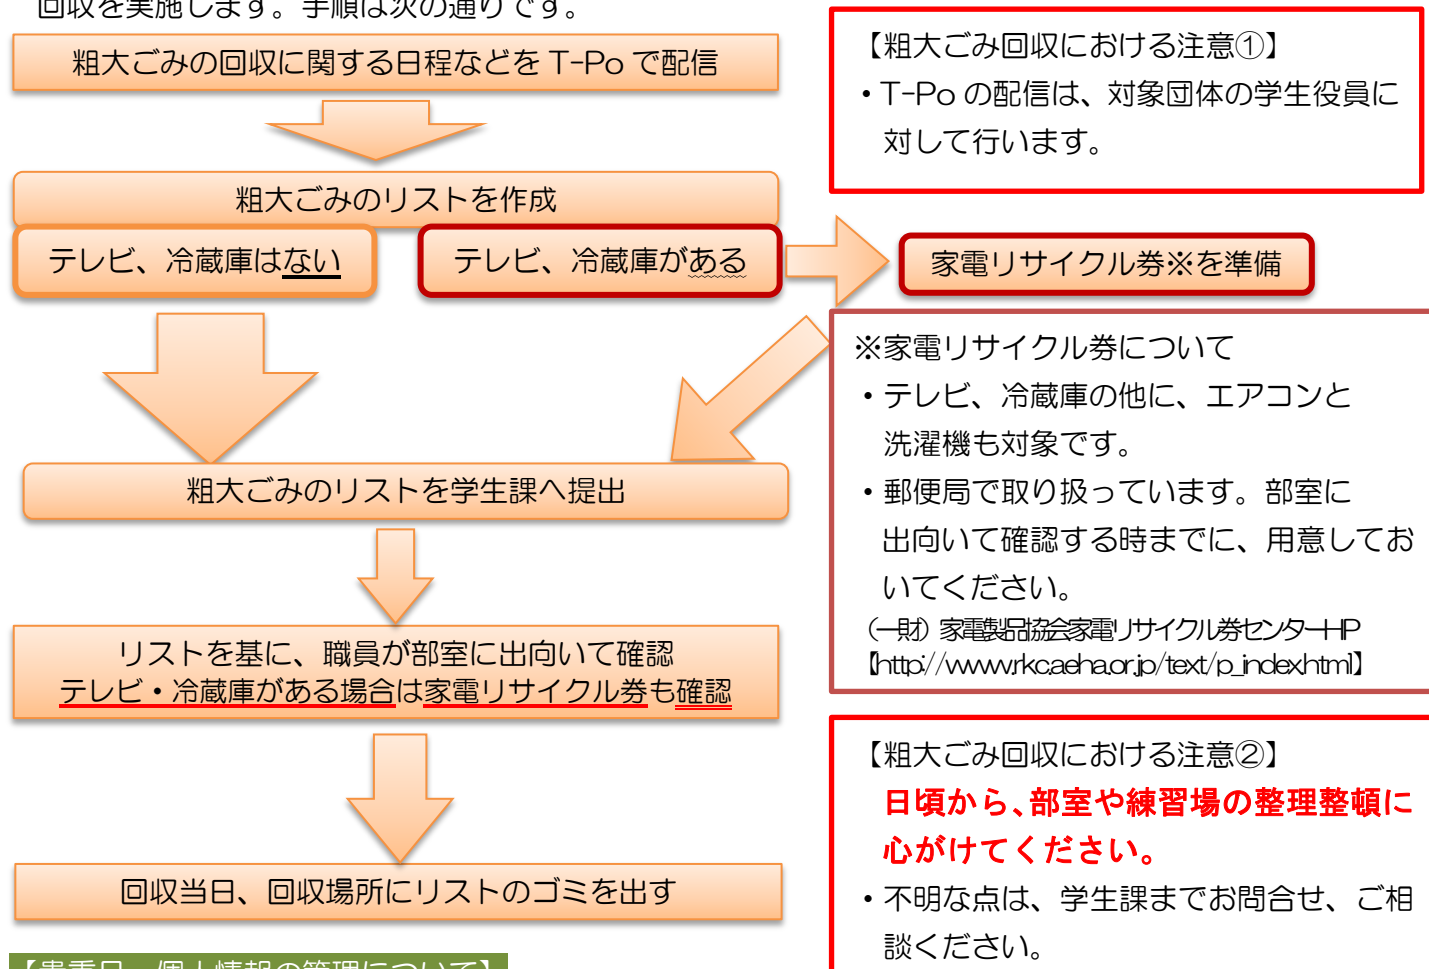 回収を実施します。手順は次の通りです。
粗大ごみの回収に関する日程などを T-Po で配信
粗大ごみのリストを作成
テレビ、冷蔵庫はない
テレビ、冷蔵庫がある
家電リサイクル券※を準備
粗大ごみのリストを学生課へ提出
リストを基に、職員が部室に出向いて確認
テレビ・冷蔵庫がある場合は家電リサイクル券も確認
回収当日、回収場所にリストのゴミを出す
【粗大ごみ回収における注意①】
・T-Po の配信は、対象団体の学生役員に
対して行います。
※家電リサイクル券について
・テレビ、冷蔵庫の他に、エアコンと
洗濯機も対象です。
・郵便局で取り扱っています。部室に
出向いて確認する時までに、用意してお
いてください。
（一財）家電製品協会家電リサイクル券センターHP
【http://www.rkc.aeha.or.jp/text/p_index.html】
【粗大ごみ回収における注意②】
日頃から、部室や練習場の整理整頓に
心がけてください。
・不明な点は、学生課までお問合せ、ご相
談ください。
【貴重品、個人情報の管理について】